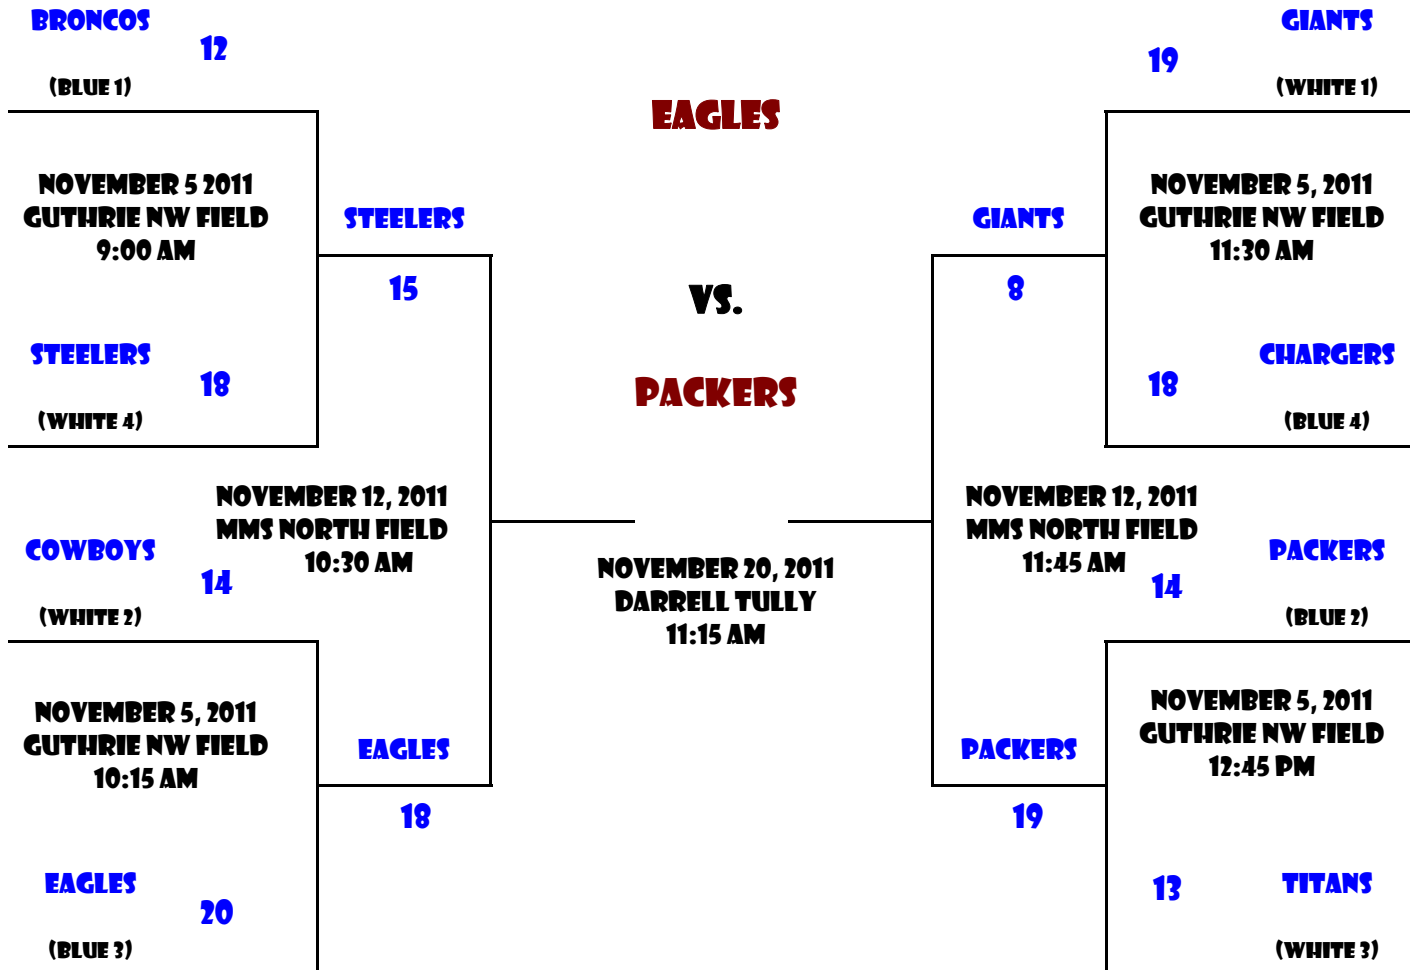 BRONCOS
12
(BLUE 1)
NOVEMBER 5 2011
GUTHRIE NW FIELD
9:00 AM
STEELERS
18
(WHITE 4)
STEELERS
15
COWBOYS
14
(WHITE 2)
NOVEMBER 5, 2011
GUTHRIE NW FIELD
10:15 AM
EAGLES
20
(BLUE 3)
NOVEMBER 12, 2011
MMS NORTH FIELD
10:30 AM
EAGLES
18
EAGLES
VS.
PACKERS
NOVEMBER 20, 2011
DARRELL TULLY
11:15 AM
GIANTS
8
NOVEMBER 12, 2011
MMS NORTH FIELD
11:45 AM
PACKERS
19
GIANTS
19
(WHITE 1)
NOVEMBER 5, 2011
GUTHRIE NW FIELD
11:30 AM
CHARGERS
18
(BLUE 4)
PACKERS
14
(BLUE 2)
NOVEMBER 5, 2011
GUTHRIE NW FIELD
12:45 PM
13
TITANS
(WHITE 3)